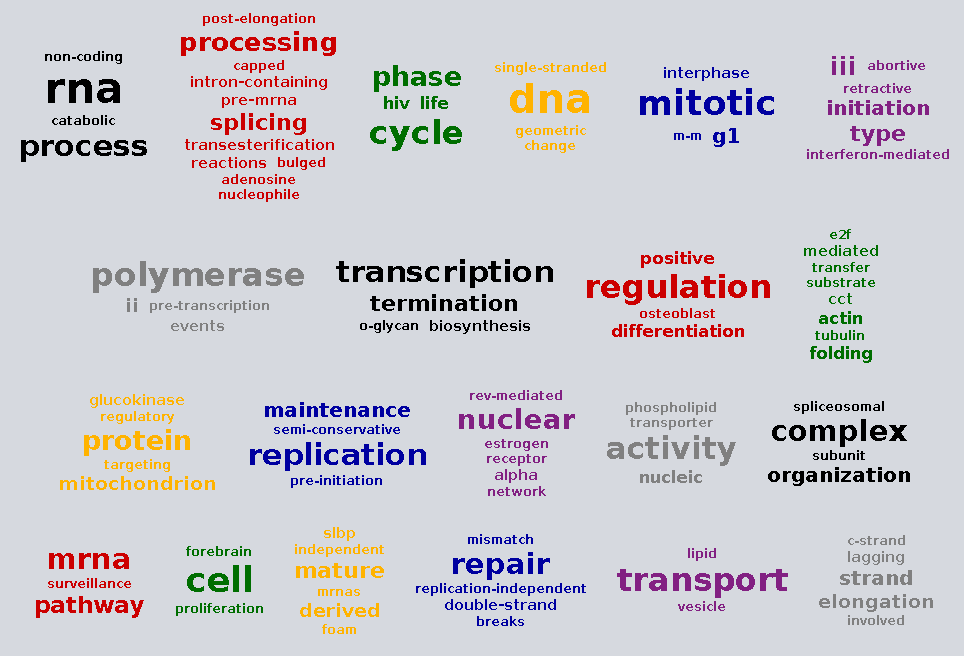 non-coding
rna
catabolic
process
post-elongation
processing
capped
intron-containing
pre-mrna
splicing
transesterification
reactions bulged
adenosine
nucleophile
phase
hiv life
cycle
single-stranded
dna
geometric
change
interphase
mitotic
m-m g1
iii abortive
retractive
initiation
type
interferon-mediated
polymerase
ii pre-transcription
events
transcription
termination
o-glycan biosynthesis
positive
regulation
osteoblast
differentiation
e2f
mediated
transfer
substrate
cct
actin
tubulin
folding
glucokinase
regulatory
protein
targeting
mitochondrion
maintenance
semi-conservative
replication
pre-initiation
rev-mediated
nuclear
estrogen
receptor
alpha
network
phospholipid
transporter
activity
nucleic
spliceosomal
complex
subunit
organization
mrna
surveillance
pathway
forebrain
cell
proliferation
slbp
independent
mature
mrnas
derived
foam
mismatch
repair
replication-independent
double-strand
breaks
lipid
transport
vesicle
c-strand
lagging
strand
elongation
involved